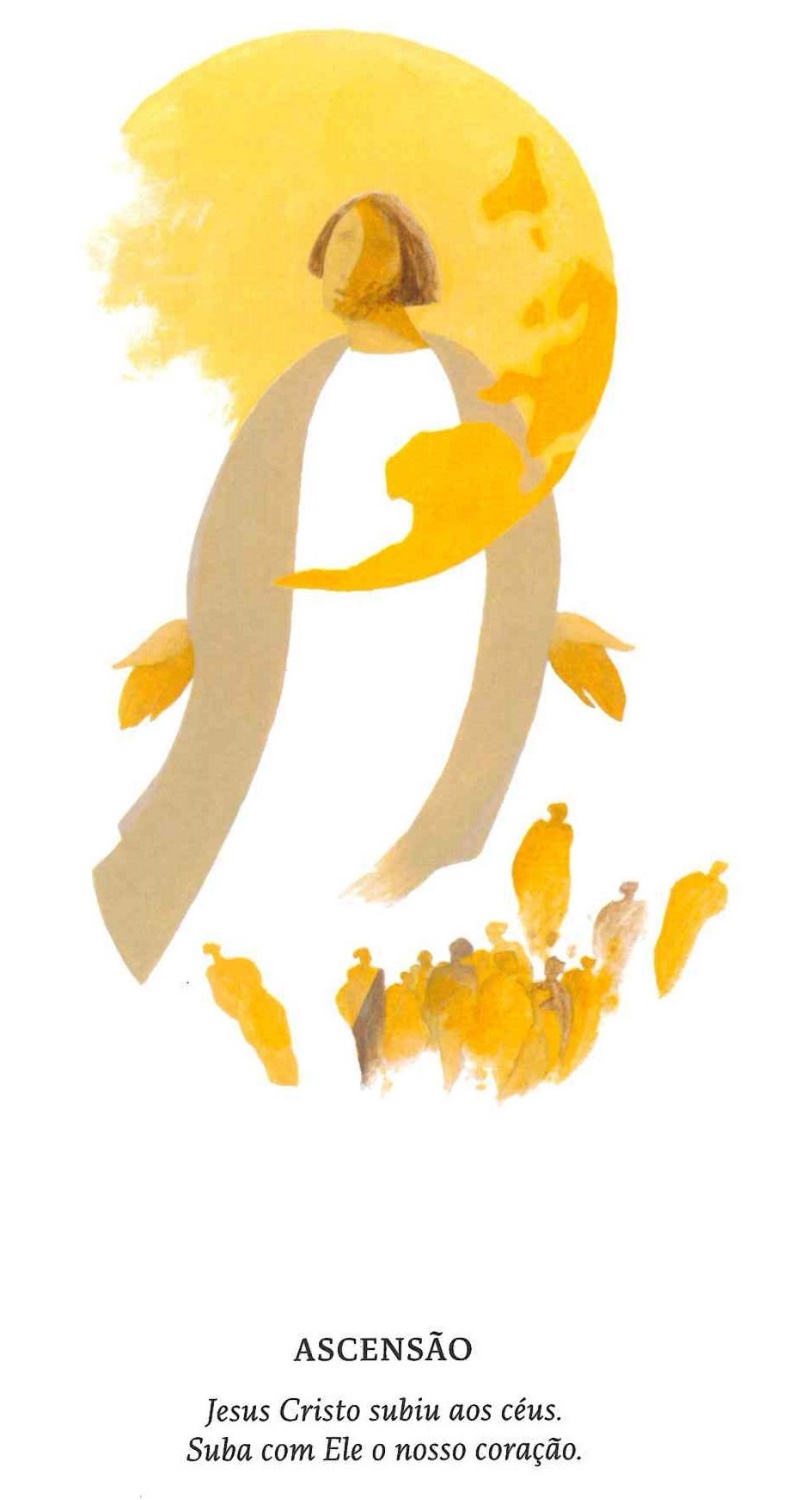 ASCENSÃO
Jesus Cristo subiu aos céus.
Suba com Ele o nosso coração.